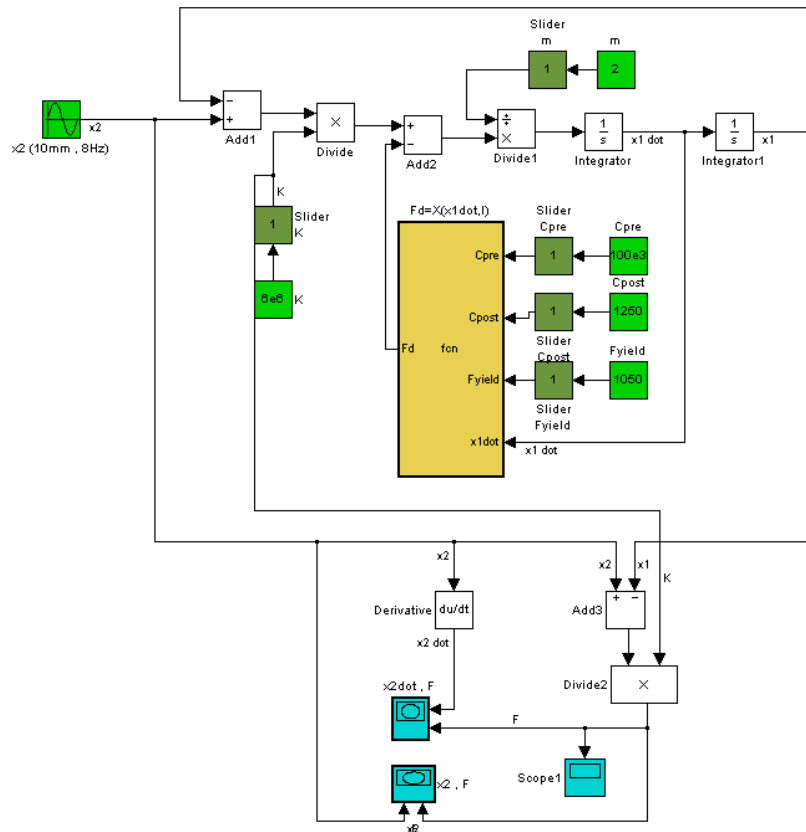 Slider
m
m
1
2
x2
x2 (10mm , 8Hz)
−
+
Add1
×
Divide
+
−
Add2
÷
×
Divide1
1
s
Integrator
x1 dot
1
s
Integrator1
x1
K
1
Slider
K
6e6
K
Fd=X(x1dot,I)
Slider
Cpre
Cpre
Cpre
1
100e3
Cpost
Cpost
1
1250
Fd
fcn
Slider
Cpost
Fyield
Fyield
1
1050
Slider
Fyield
x1dot
x1 dot
x2
x2
x1
K
Derivative
du/dt
+
−
Add3
x2 dot
Divide2
×
x2dot , F
F
Scope1
x2 , F